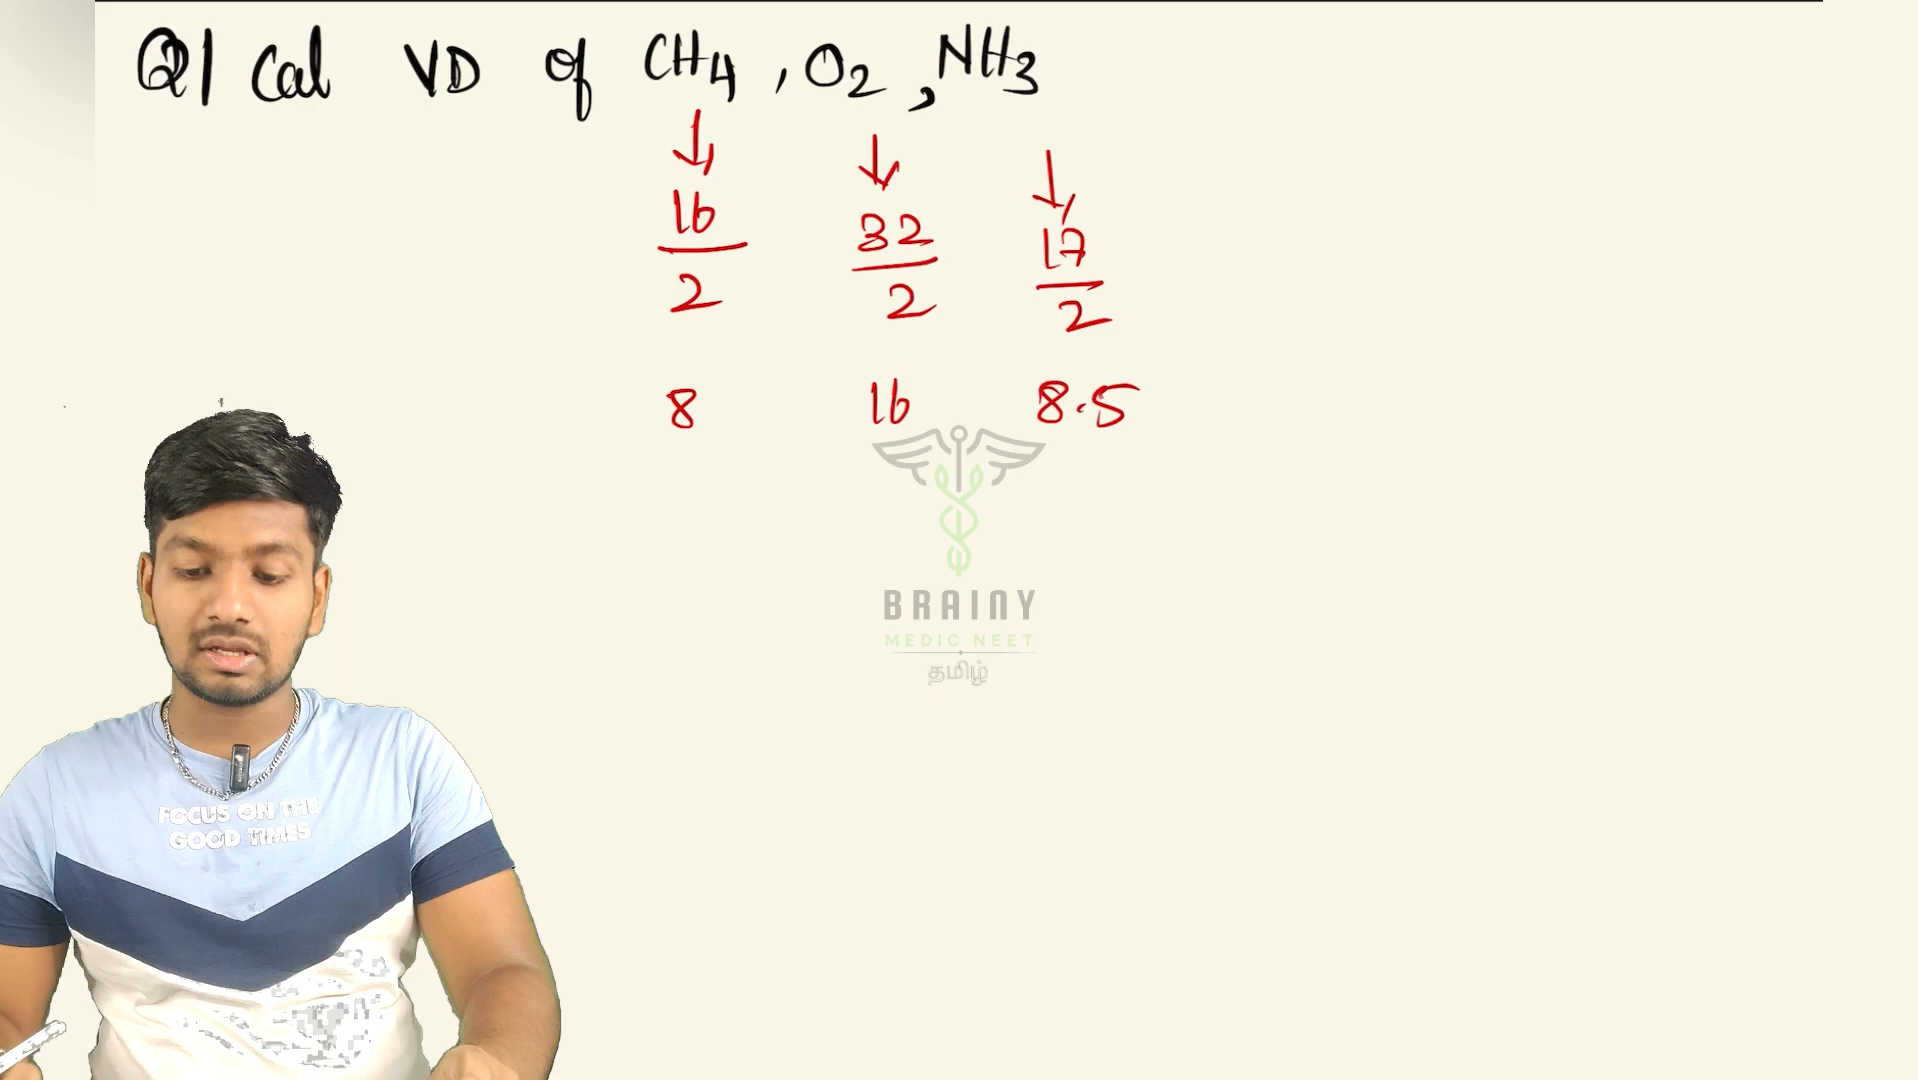 Q1 Cal VD of CH4, O2, NH3
16 32 17
2 2 2
8 16 8.5
BRAINY
MEDIC NEET
தமிழ்
FOCUS ON THE
GOOD TIMES